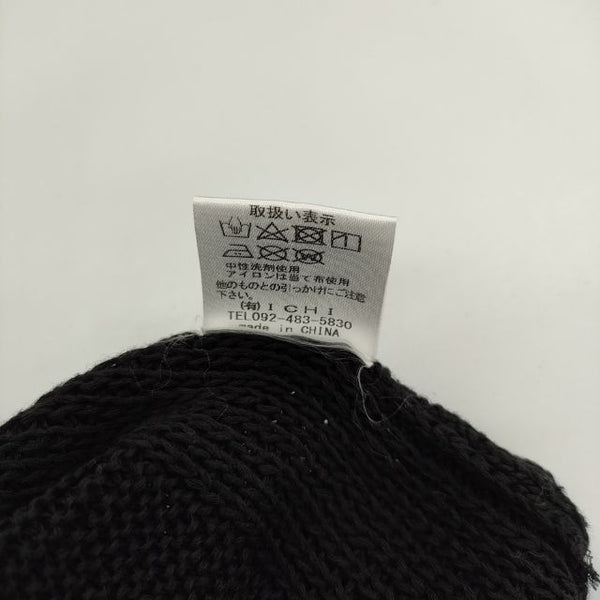 取扱い表示
中性洗剤使用
アイロンは当て布使用
他のものとの引っかけにご注意
下さい。
(有)ＩＣＨＩ
TEL092-483-5830
made in CHINA